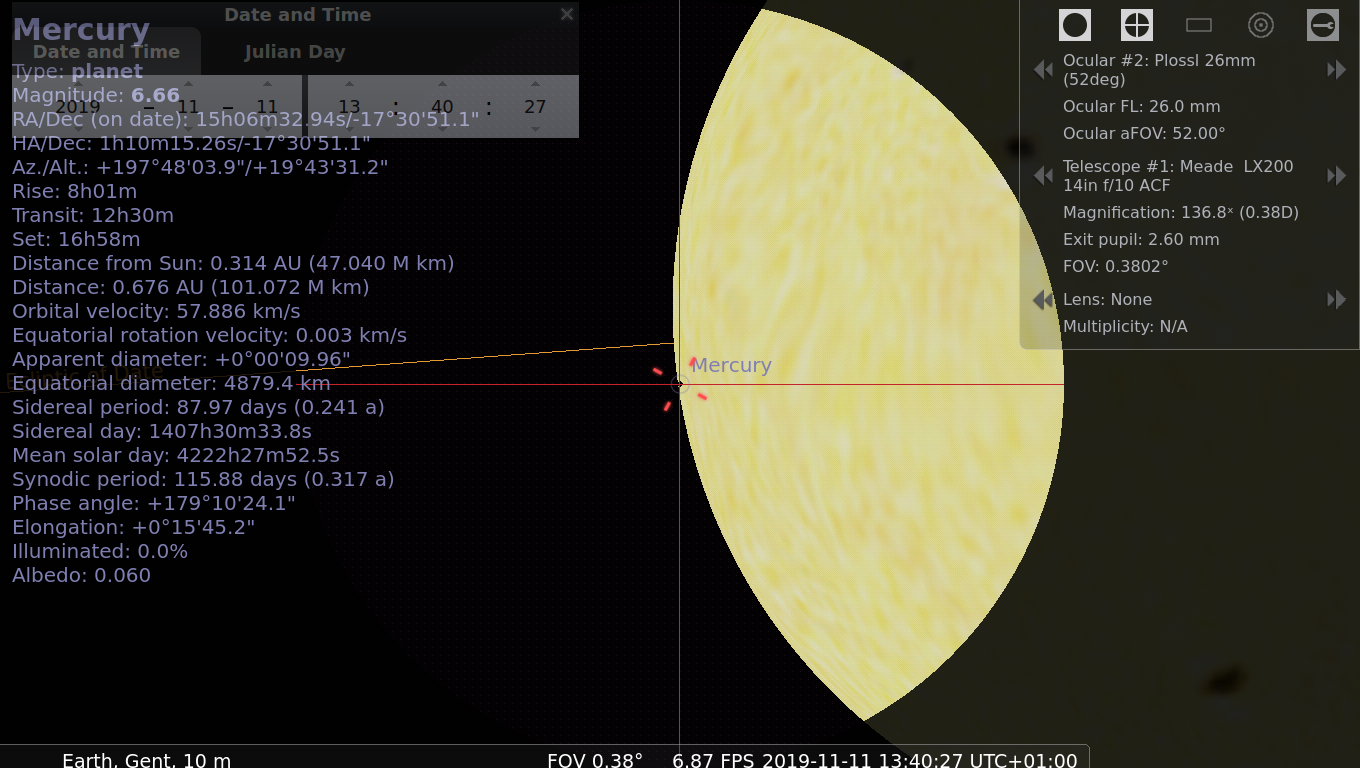 Date and Time
Mercury
Date and Time Julian Day
Type: planet
Magnitude: 6.66
2019 – 11 – 11 13 : 40 : 27
RA/Dec (on date): 15h06m32.94s/-17°30'51.1"
HA/Dec: 1h10m15.26s/-17°30'51.1"
Az./Alt.: +197°48'03.9"/+19°43'31.2"
Rise: 8h01m
Transit: 12h30m
Set: 16h58m
Distance from Sun: 0.314 AU (47.040 M km)
Distance: 0.676 AU (101.072 M km)
Orbital velocity: 57.886 km/s
Equatorial rotation velocity: 0.003 km/s
Apparent diameter: +0°00'09.96"
Ecliptic of Date
Equatorial diameter: 4879.4 km
Sidereal period: 87.97 days (0.241 a)
Sidereal day: 1407h30m33.8s
Mean solar day: 4222h27m52.5s
Synodic period: 115.88 days (0.317 a)
Phase angle: +179°10'24.1"
Elongation: +0°15'45.2"
Illuminated: 0.0%
Albedo: 0.060
Mercury
Ocular #2: Plossl 26mm
(52deg)
Ocular FL: 26.0 mm
Ocular aFOV: 52.00°
Telescope #1: Meade LX200
14in f/10 ACF
Magnification: 136.8ˣ (0.38D)
Exit pupil: 2.60 mm
FOV: 0.3802°
Lens: None
Multiplicity: N/A
Earth, Gent, 10 m FOV 0.38° 6.87 FPS 2019-11-11 13:40:27 UTC+01:00